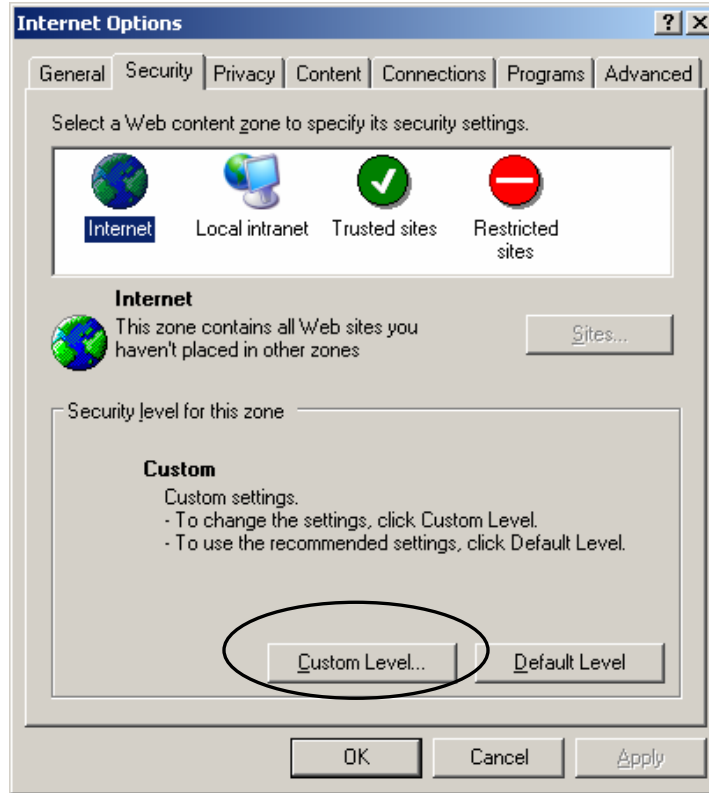 Internet Options
? X
General Security Privacy Content Connections Programs Advanced
Select a Web content zone to specify its security settings.
Internet Local intranet Trusted sites Restricted sites
Internet
This zone contains all Web sites you
haven't placed in other zones
Sites...
Security level for this zone
Custom
Custom settings.
- To change the settings, click Custom Level.
- To use the recommended settings, click Default Level.
Custom Level... Default Level
OK Cancel Apply